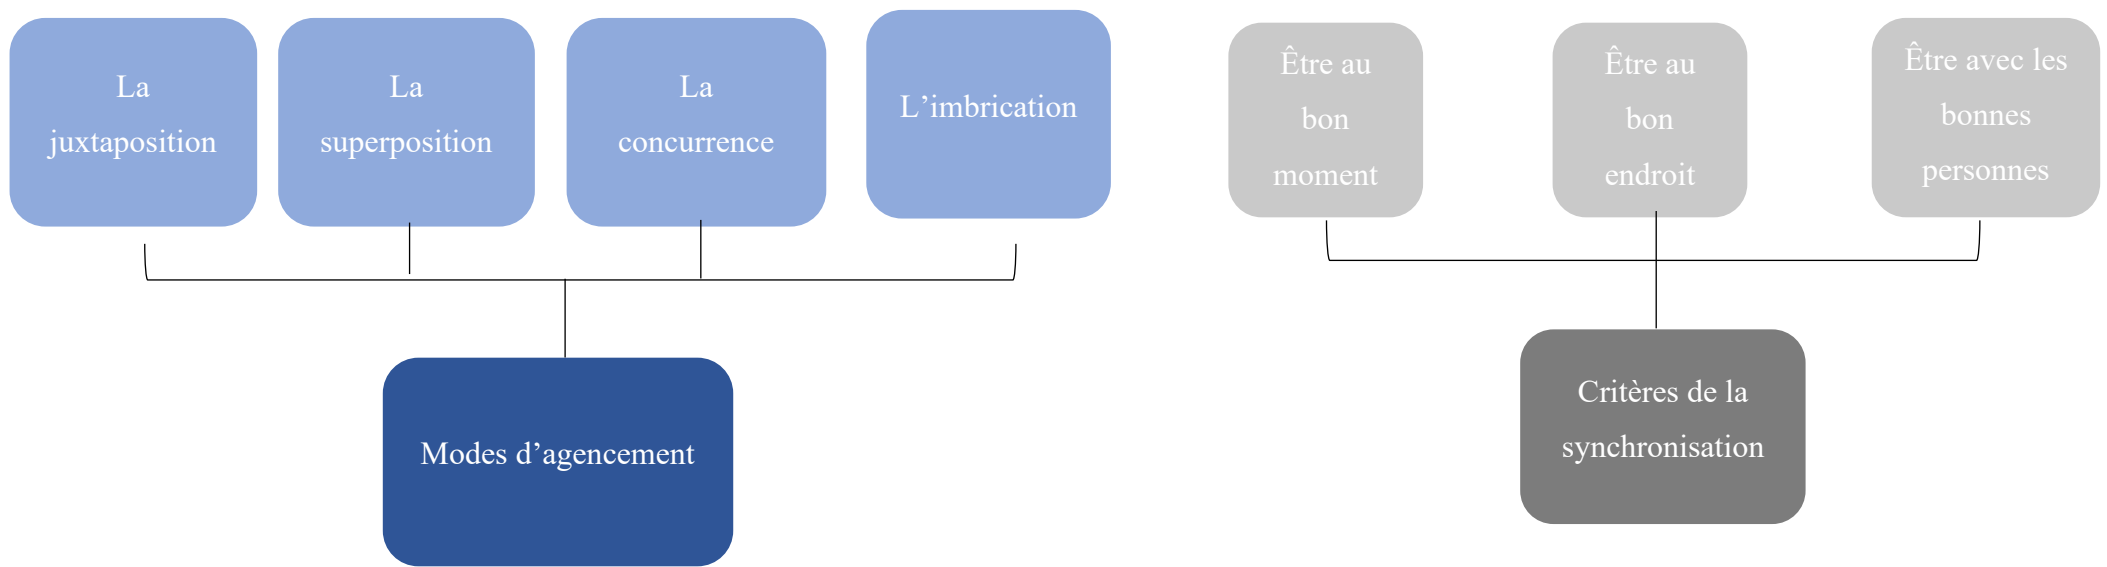 La
juxtaposition
La
superposition
La
concurrence
L’imbrication
Modes d’agencement
Être au
bon
moment
Être au
bon
endroit
Être avec les
bonnes
personnes
Critères de la
synchronisation